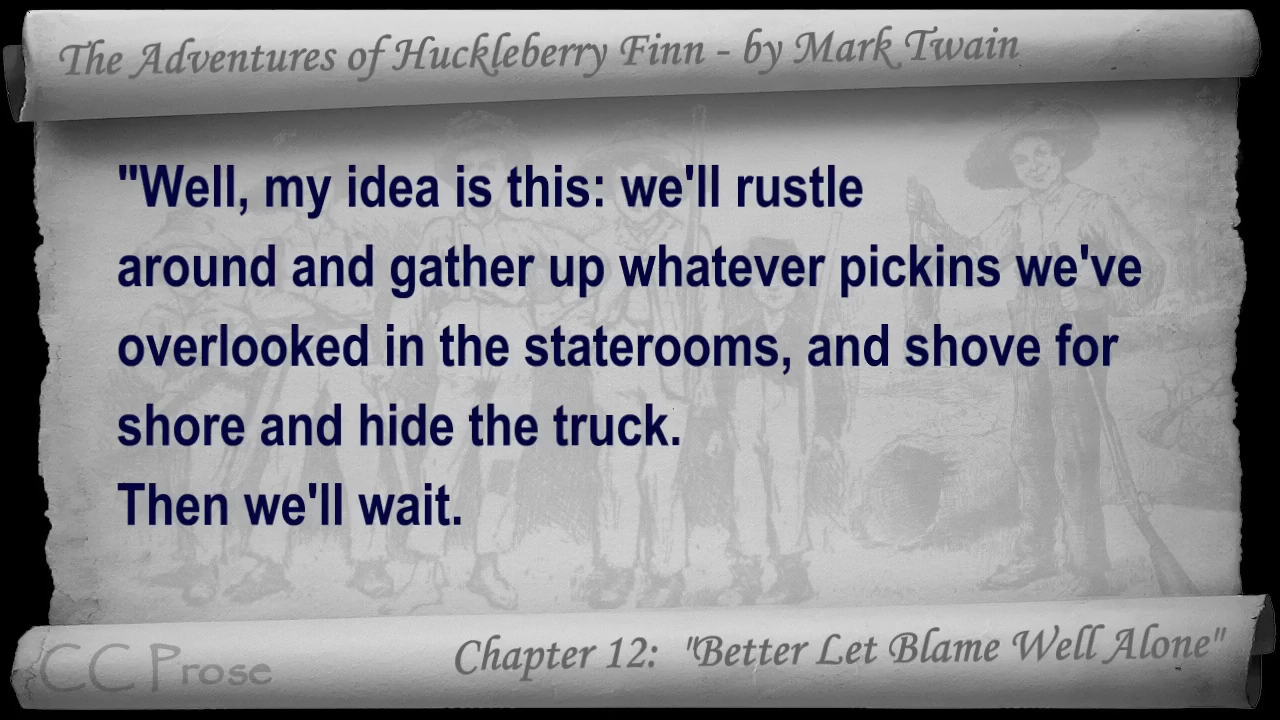 The Adventures of Huckleberry Finn - by Mark Twain
"Well, my idea is this: we'll rustle
around and gather up whatever pickins we've
overlooked in the staterooms, and shove for
shore and hide the truck.
Then we'll wait.
CC Prose
Chapter 12: "Better Let Blame Well Alone"